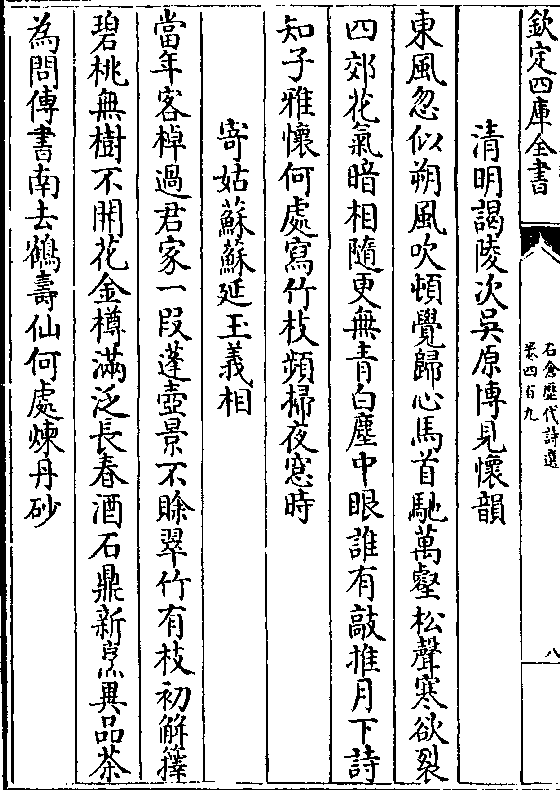 欽定四庫全書
石倉歷代詩選
卷四百九
八
清明謁陵次吳原博見懷韻
東風忽似朔風吹頓覺歸心馬首馳萬壑松聲寒欲裂
四郊花氣暗相隨更無青白塵中眼誰有敲推月下詩
知子雅懷何處寫竹枝頻掃夜窓時
寄姑蘇蘇延玉義相
當年客棹過君家一段蓬壺景不賖翠竹有枝初解籜
碧桃無樹不開花金樽滿泛長春酒石鼎新烹異品茶
為問傳書南去鶴壽仙何處煉丹砂